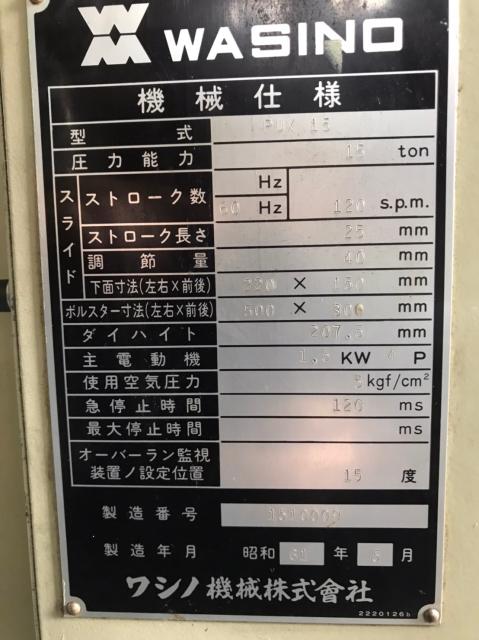 WASINO
機械仕様
型式 PUX 15
圧力能力 15 ton
スライド
ストローク数 Hz
60 Hz 120 s.p.m.
ストローク長さ 25 mm
調節量 40 mm
下面寸法(左右×前後) 220 × 150 mm
ボルスター寸法(左右×前後) 500 × 300 mm
ダイハイト 207.5 mm
主電動機 1.5 KW 4 P
使用空気圧力 5 kgf/cm²
急停止時間 120 ms
最大停止時間 ms
オーバーラン監視
装置ノ設定位置 15 度
製造番号
製造年月 昭和 61 年 月
ワシノ機械株式會社
2220126b